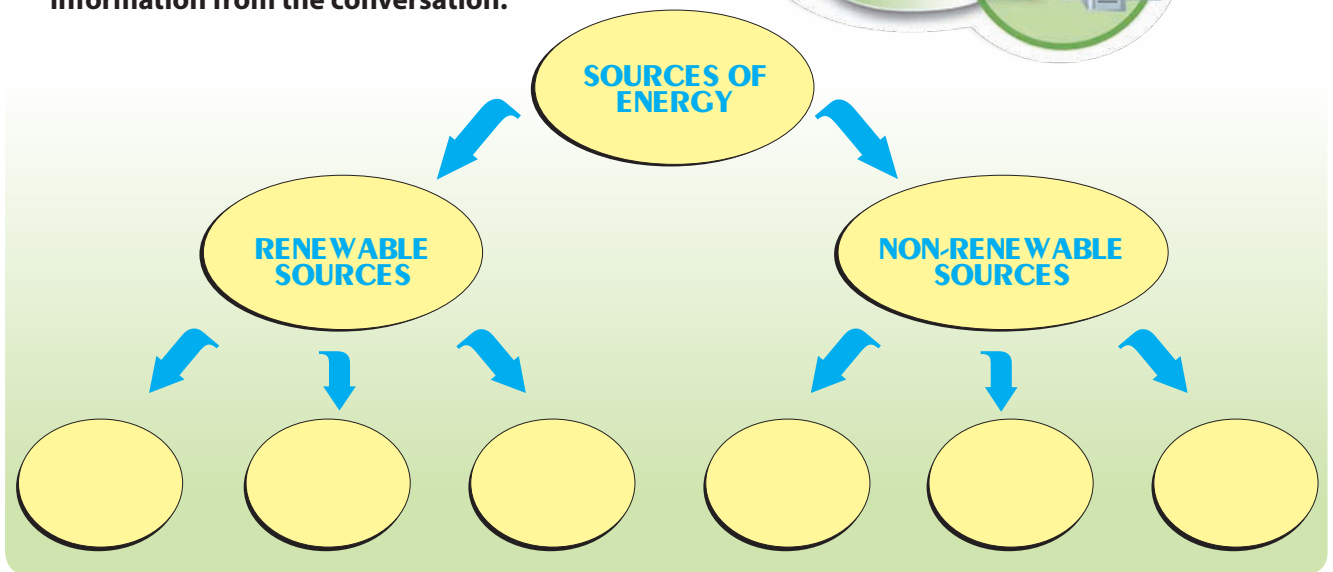 information from the conversation.
SOURCES OF
ENERGY
RENEWABLE
SOURCES
NON-RENEWABLE
SOURCES